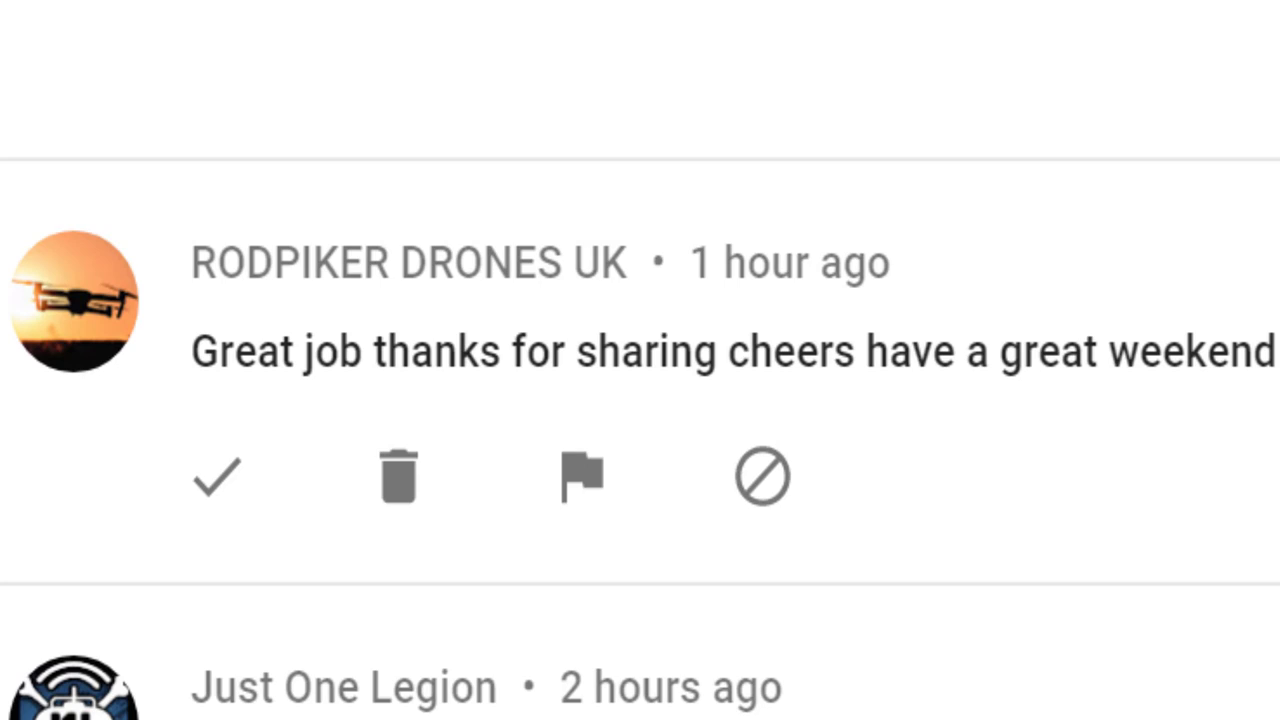 RODPIKER DRONES UK • 1 hour ago
Great job thanks for sharing cheers have a great weekend
Just One Legion • 2 hours ago